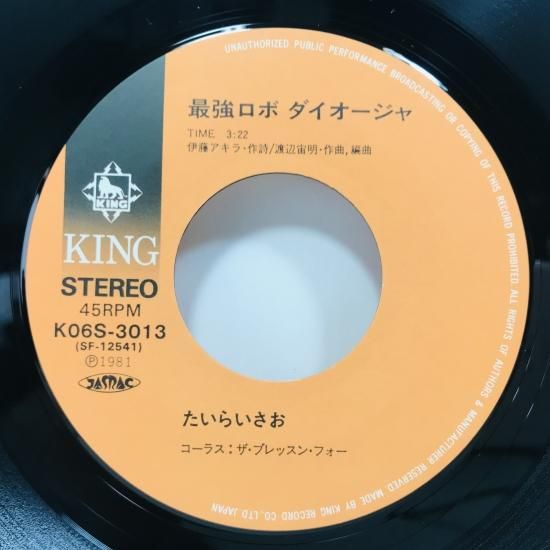 UNAUTHORIZED PUBLIC PERFORMANCE BROADCASTING OR COPYING OF THIS RECORD PROHIBITED. ALL RIGHTS OF AUTHORS & MANUFACTURER RESERVED MADE BY KING RECORD CO., LTD. JAPAN
最強ロボ ダイオージャ
TIME 3:22
伊藤アキラ・作詩/渡辺宙明・作曲,編曲
KING
KING
STEREO
45RPM
K06S-3013
(SF-12541)
Ⓟ1981
JASRAC
たいらいさお
コーラス:ザ・ブレッスン・フォー